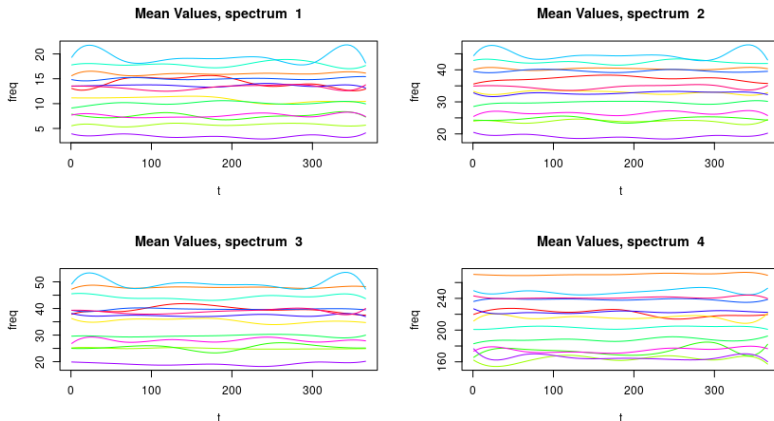 Mean Values, spectrum 1
freq
20
15
10
5
0 100 200 300
t
Mean Values, spectrum 2
freq
40
30
20
0 100 200 300
t
Mean Values, spectrum 3
freq
50
40
30
20
0 100 200 300
t
Mean Values, spectrum 4
freq
240
200
160
0 100 200 300
t